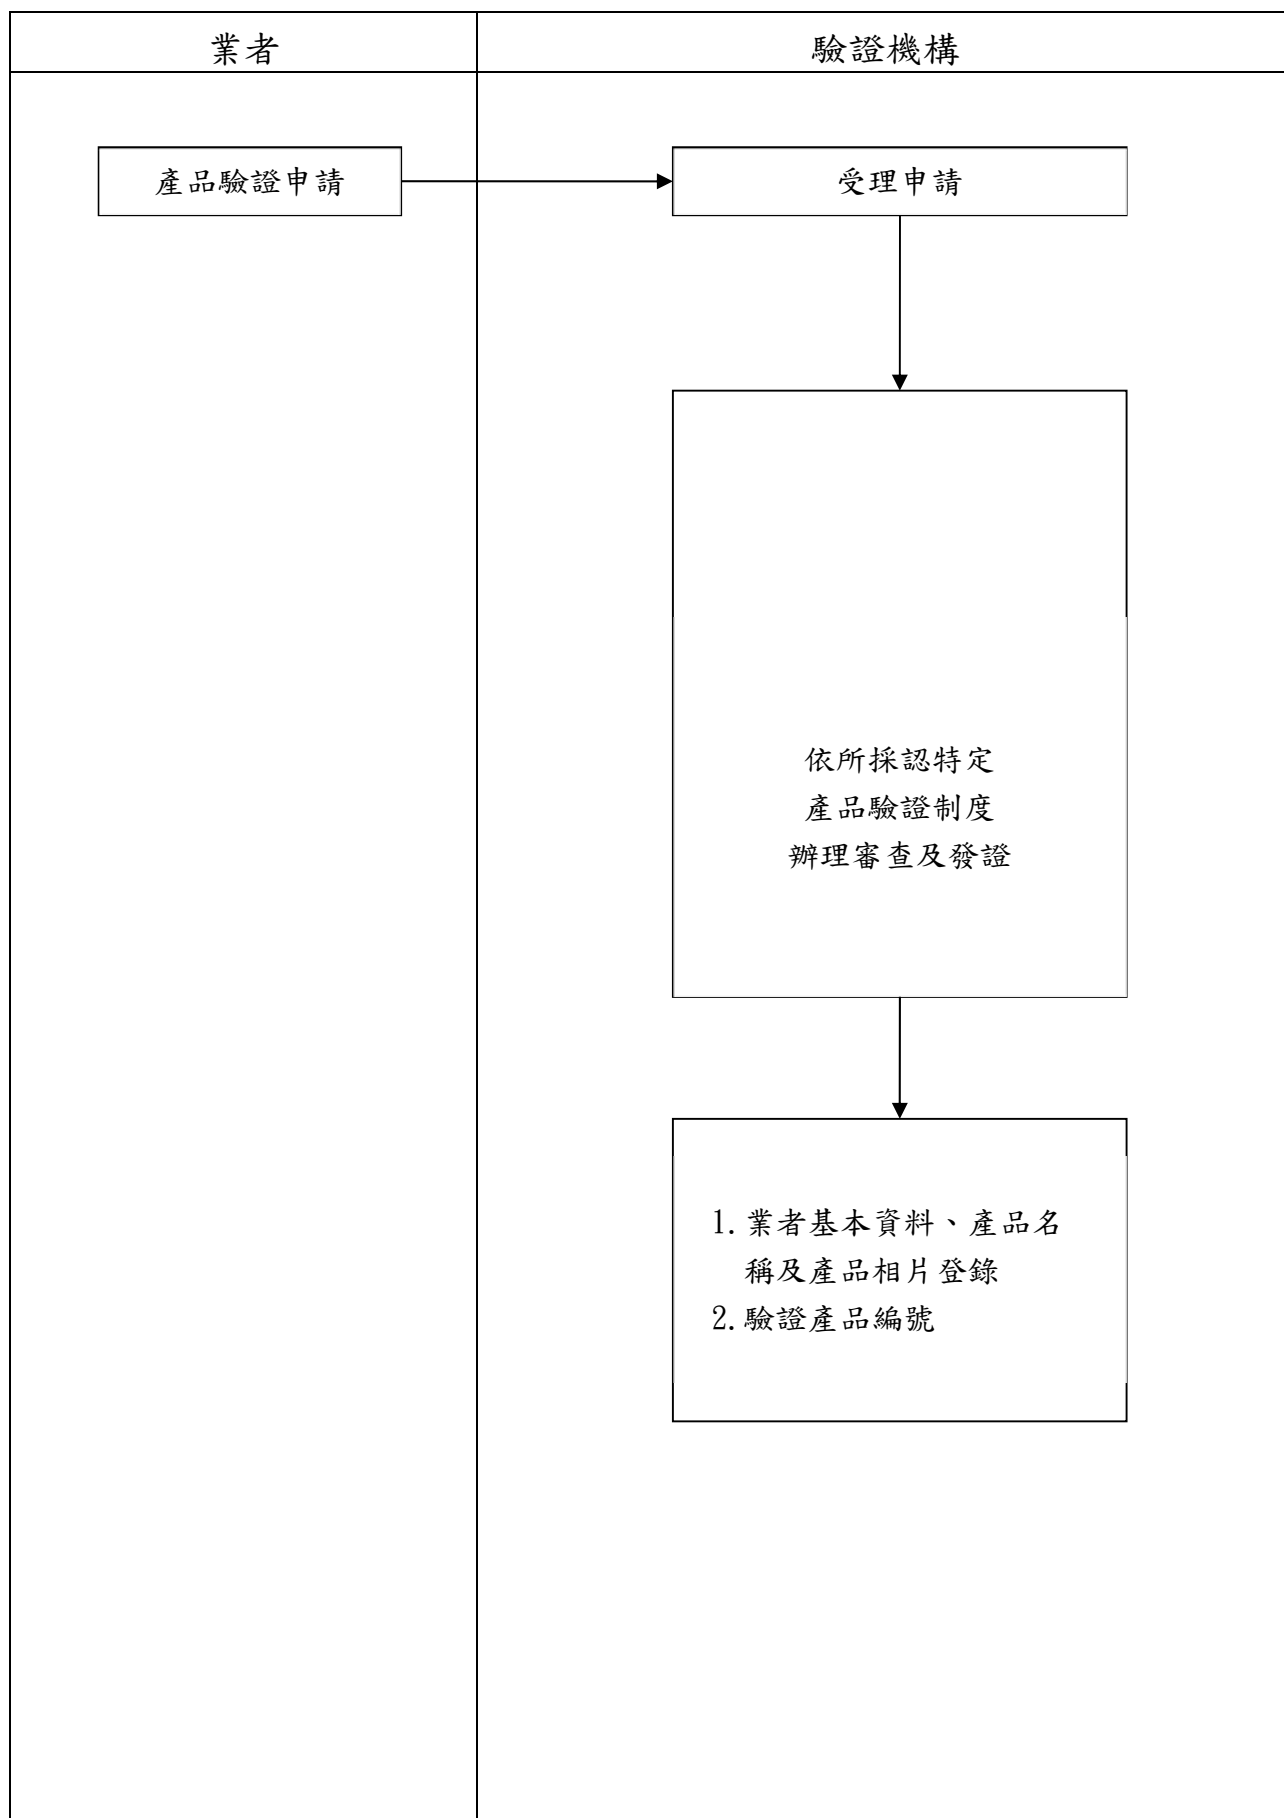 業者
驗證機構
產品驗證申請
受理申請
依所採認特定
產品驗證制度
辦理審查及發證
1.業者基本資料、產品名
稱及產品相片登錄
2.驗證產品編號